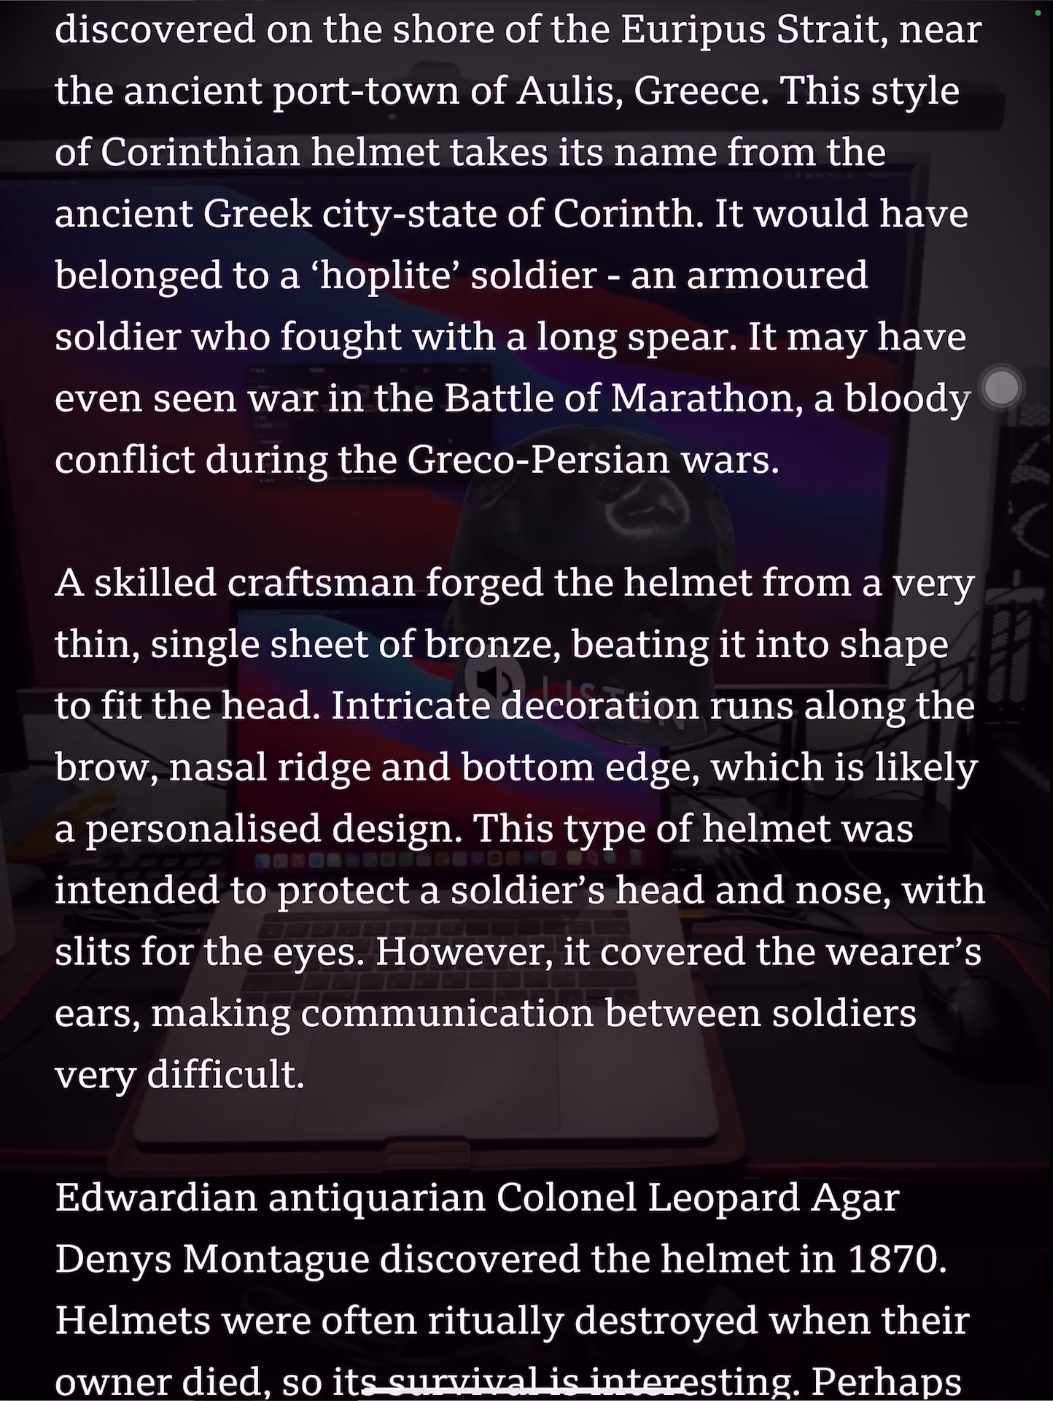 discovered on the shore of the Euripus Strait, near
the ancient port-town of Aulis, Greece. This style
of Corinthian helmet takes its name from the
ancient Greek city-state of Corinth. It would have
belonged to a ‘hoplite’ soldier - an armoured
soldier who fought with a long spear. It may have
even seen war in the Battle of Marathon, a bloody
conflict during the Greco-Persian wars.
A skilled craftsman forged the helmet from a very
thin, single sheet of bronze, beating it into shape
to fit the head. Intricate decoration runs along the
LISTEN
brow, nasal ridge and bottom edge, which is likely
a personalised design. This type of helmet was
intended to protect a soldier’s head and nose, with
slits for the eyes. However, it covered the wearer’s
ears, making communication between soldiers
very difficult.
Edwardian antiquarian Colonel Leopard Agar
Denys Montague discovered the helmet in 1870.
Helmets were often ritually destroyed when their
owner died, so its survival is interesting. Perhaps